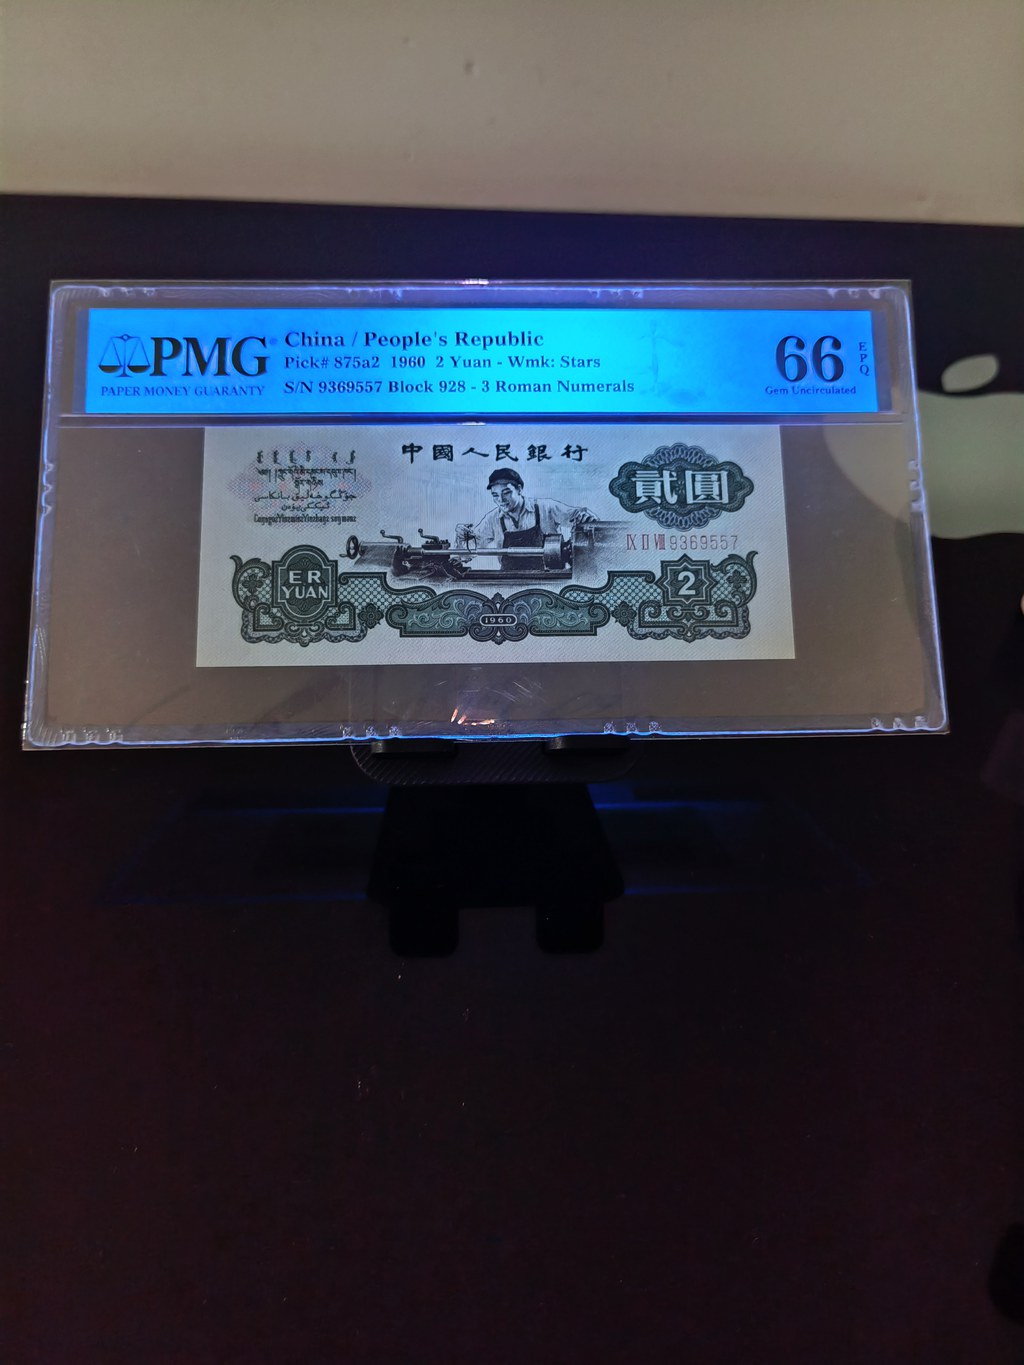 PMG
PAPER MONEY GUARANTY
China / People's Republic
Pick# 875a2 1960 2 Yuan - Wmk: Stars
S/N 9369557 Block 928 - 3 Roman Numerals
66
EPQ
Gem Uncirculated
中國人民銀行
貳圓
IX II VIII 9369557
ER
YUAN
2
1960